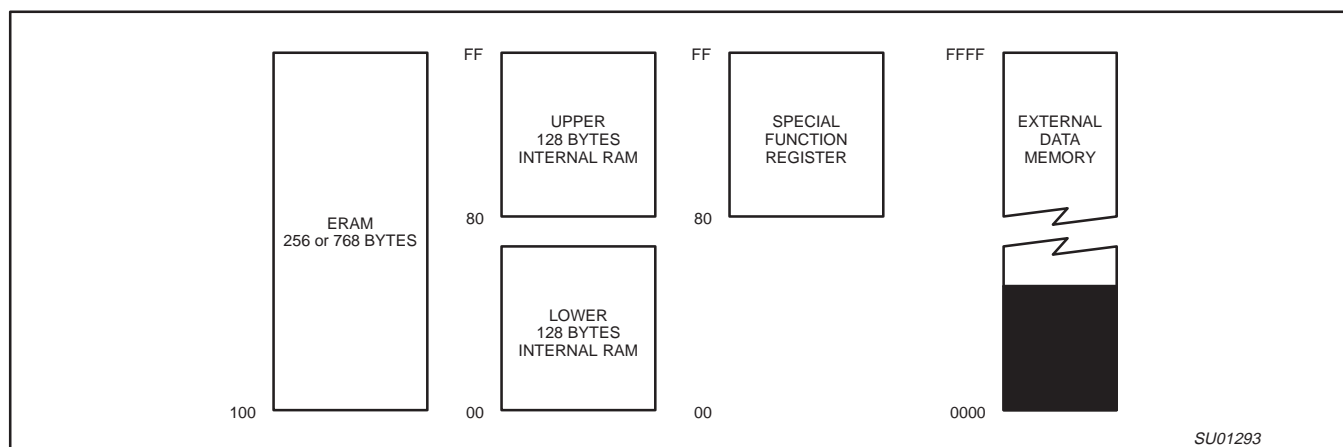 FF
FF
FFFF
UPPER
128 BYTES
INTERNAL RAM
SPECIAL
FUNCTION
REGISTER
EXTERNAL
DATA
MEMORY
ERAM
256 or 768 BYTES
80
80
LOWER
128 BYTES
INTERNAL RAM
100
00
00
0000
SU01293